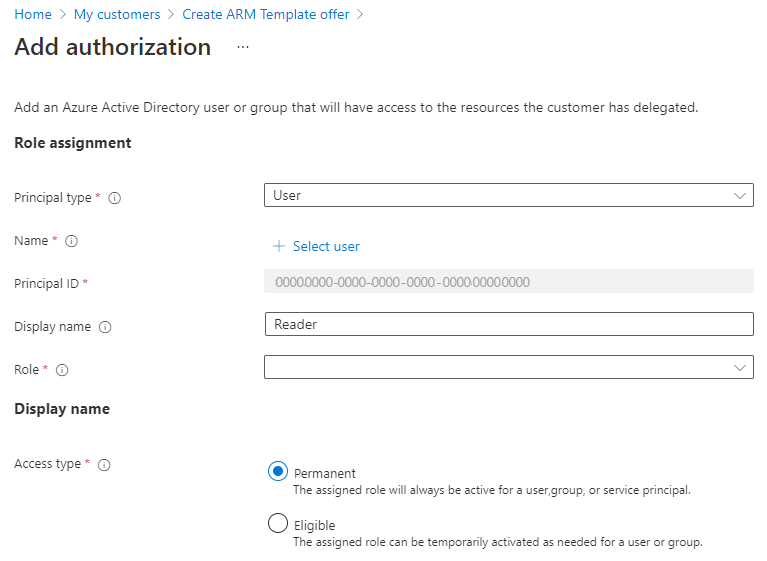 Home > My customers > Create ARM Template offer >
Add authorization ...
Add an Azure Active Directory user or group that will have access to the resources the customer has delegated.
Role assignment
Principal type * User
Name * + Select user
Principal ID * 00000000-0000-0000-0000-000000000000
Display name Reader
Role *
Display name
Access type * Permanent
The assigned role will always be active for a user,group, or service principal.
Eligible
The assigned role can be temporarily activated as needed for a user or group.